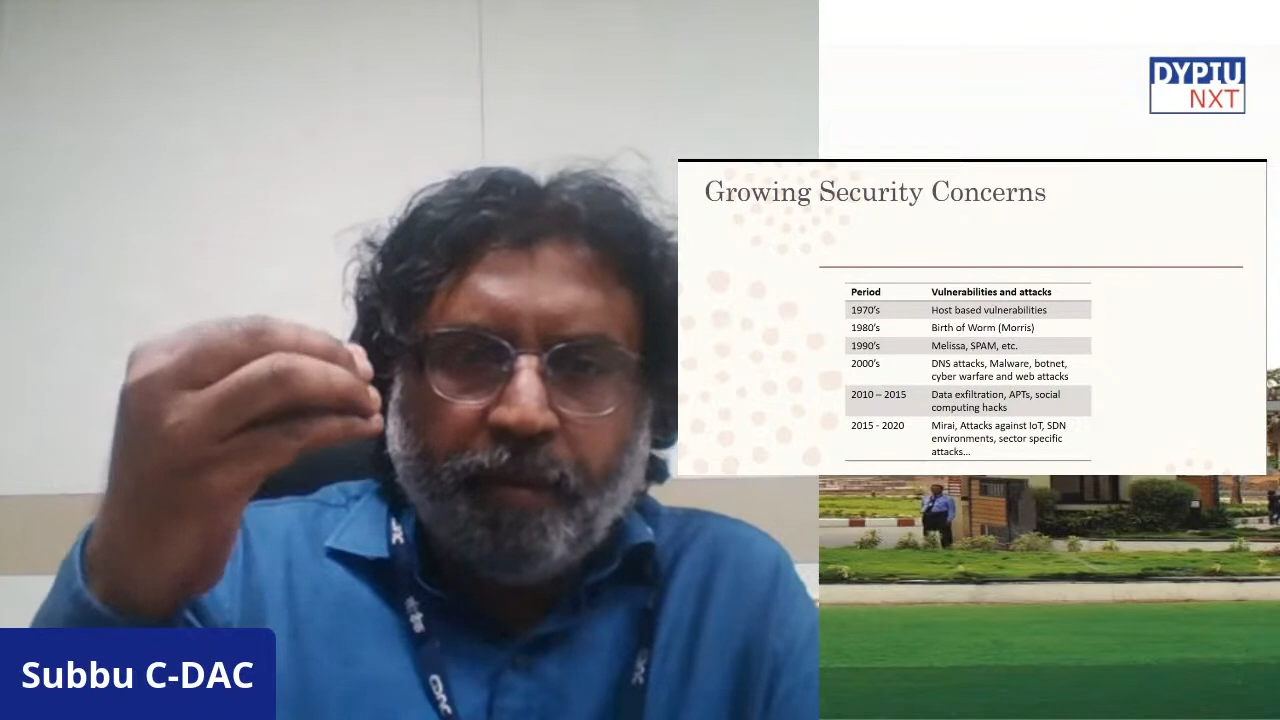 DYPIU
NXT
Growing Security Concerns
Period Vulnerabilities and attacks
1970's Host based vulnerabilities
1980's Birth of Worm (Morris)
1990's Melissa, SPAM, etc.
2000's DNS attacks, Malware, botnet,
cyber warfare and web attacks
2010 – 2015 Data exfiltration, APTs, social
computing hacks
2015 - 2020 Mirai, Attacks against IoT, SDN
environments, sector specific
attacks...
Subbu C-DAC